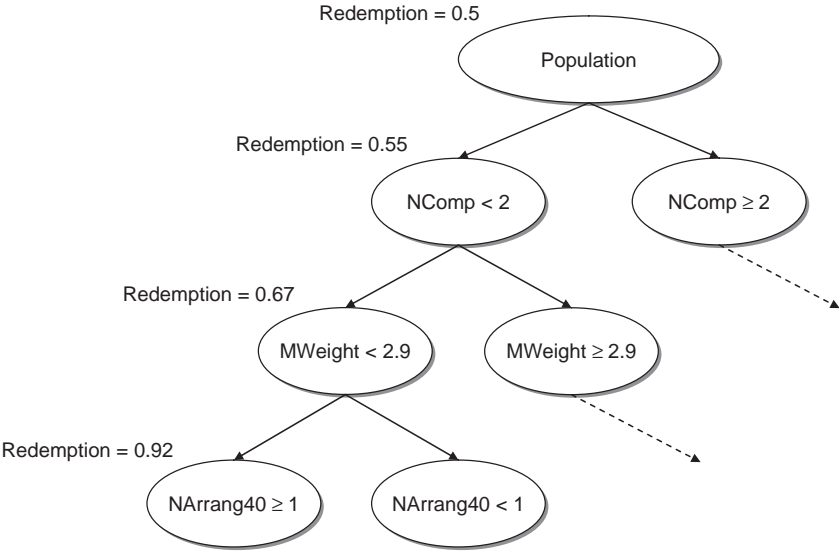 Redemption = 0.5
Population
Redemption = 0.55
NComp < 2
NComp ≥ 2
Redemption = 0.67
MWeight < 2.9
MWeight ≥ 2.9
Redemption = 0.92
NArrang40 ≥ 1
NArrang40 < 1